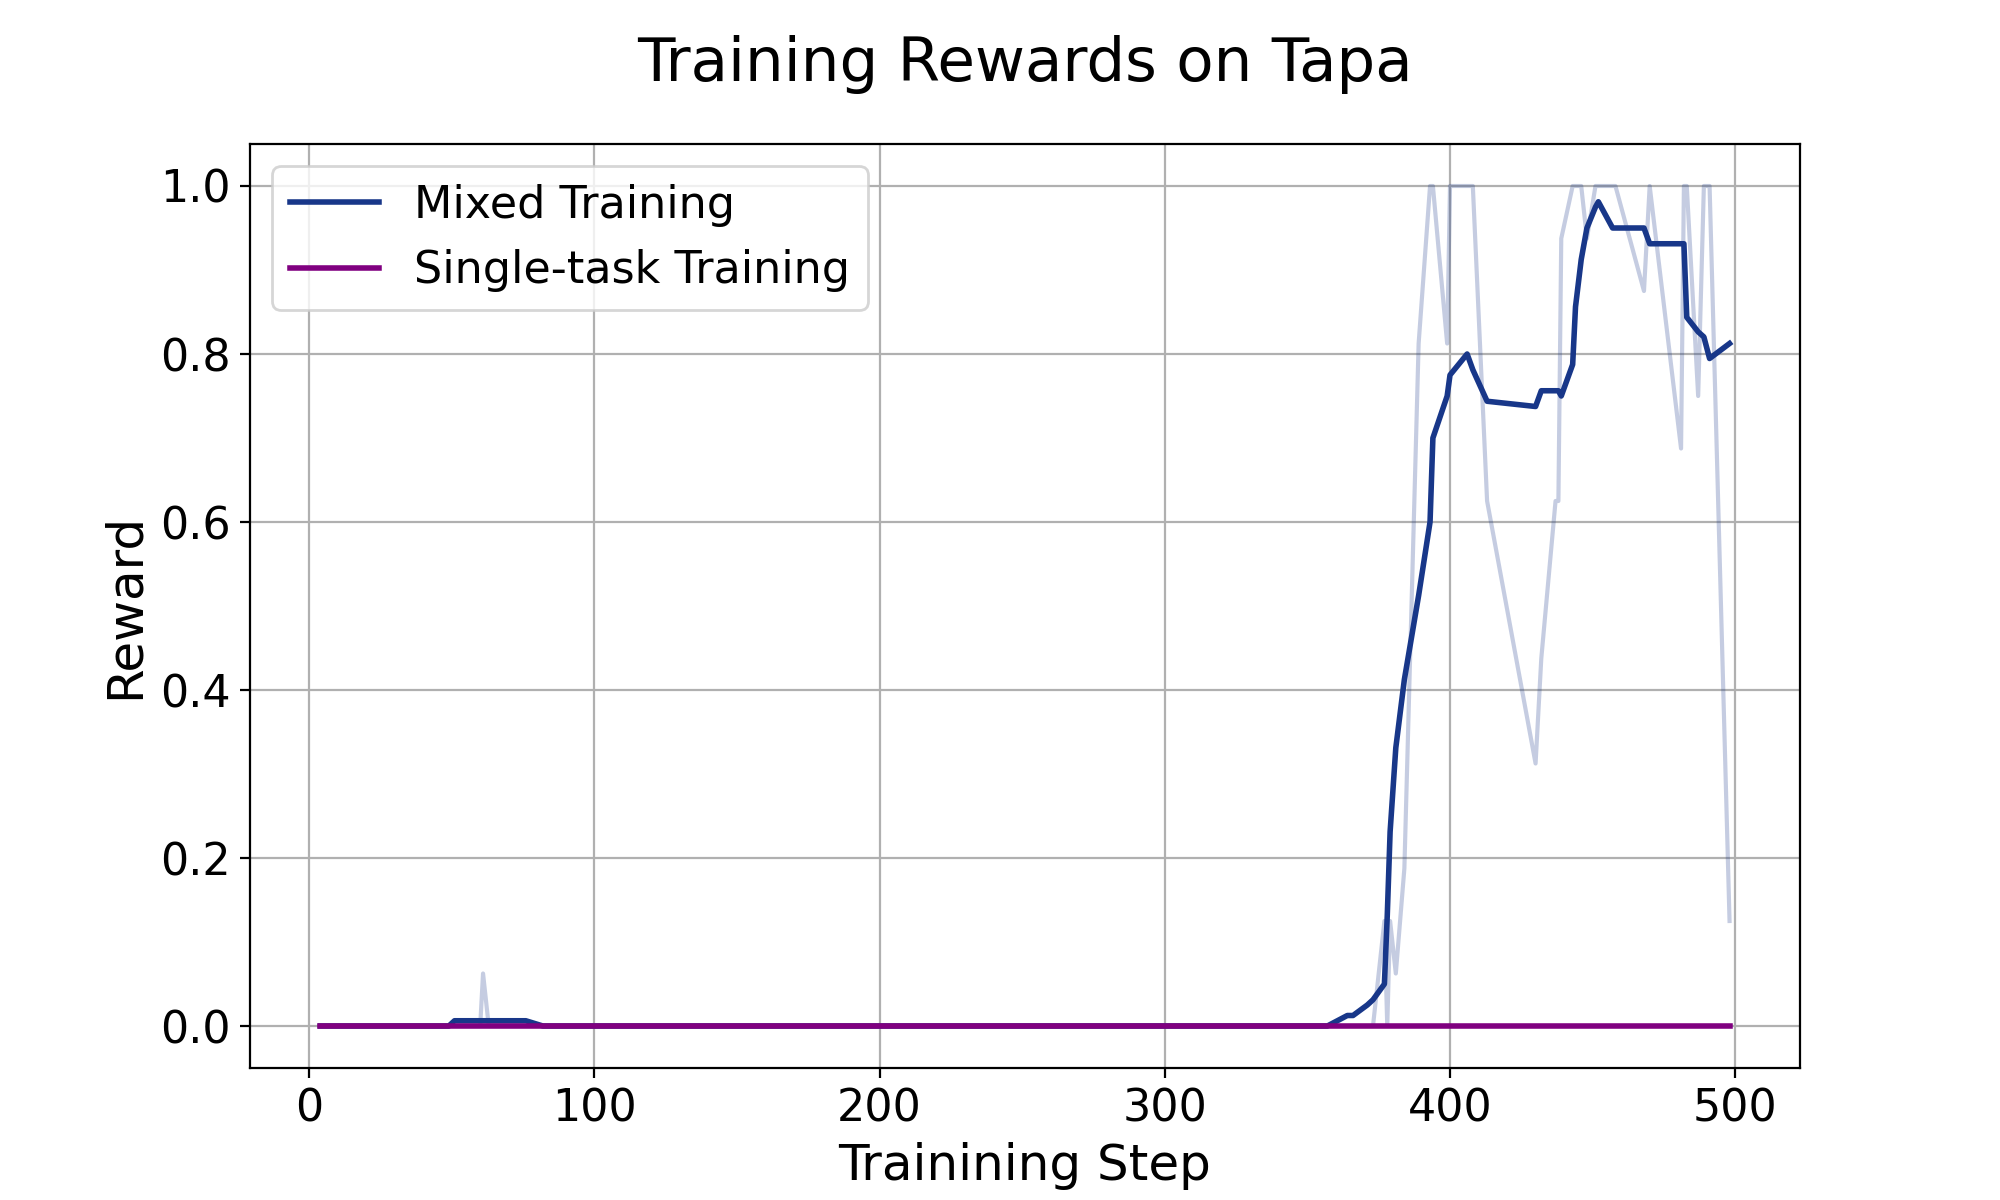 Training Rewards on Tapa
Mixed Training
Single-task Training
Reward
1.0
0.8
0.6
0.4
0.2
0.0
0 100 200 300 400 500
Trainining Step